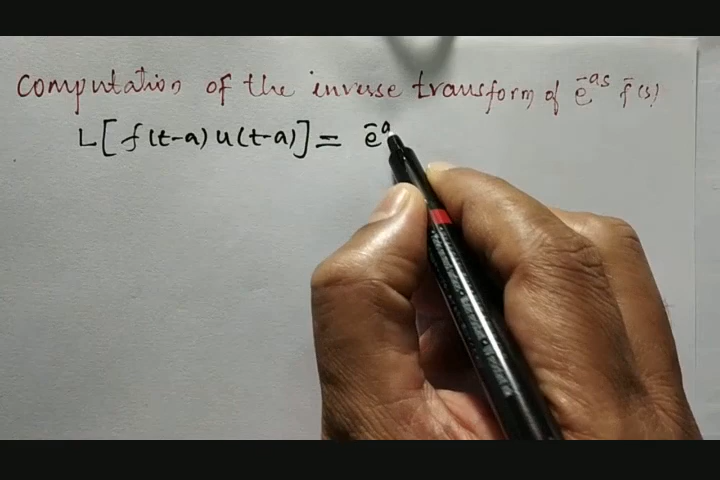 Computation of the inverse transform of e^-as f̄(s)
L[f(t-a)u(t-a)] = e^-a